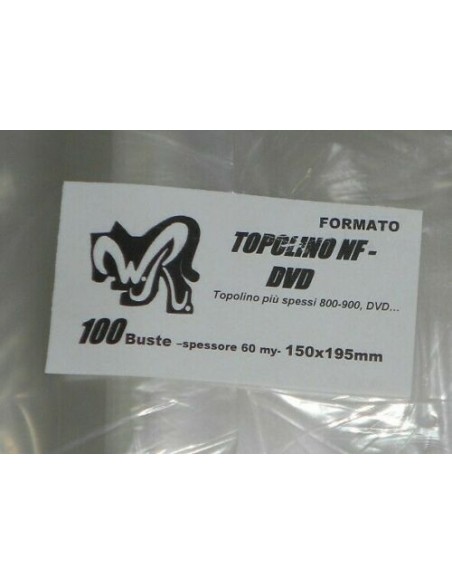 FORMATO
W.R.
TOPOLINO NF -
DVD
Topolino più spessi 800-900, DVD...
100 Buste –spessore 60 my- 150x195mm